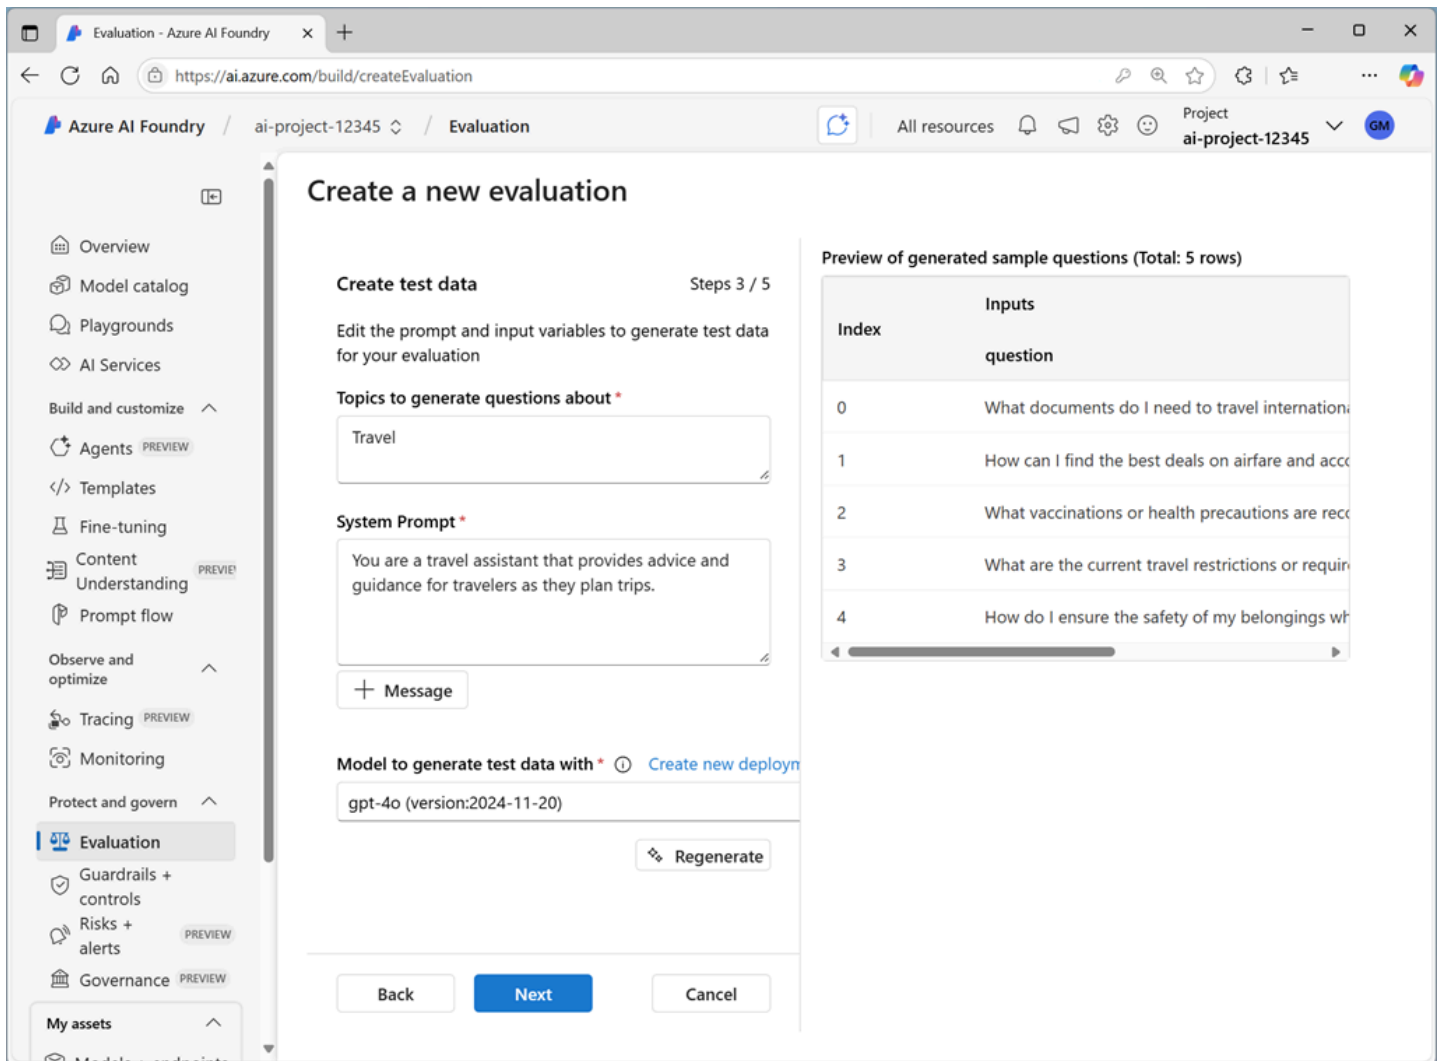 Evaluation - Azure AI Foundry
https://ai.azure.com/build/createEvaluation
Azure AI Foundry / ai-project-12345 / Evaluation
All resources
Project
ai-project-12345
GM
Overview
Model catalog
Playgrounds
AI Services
Build and customize
Agents PREVIEW
Templates
Fine-tuning
Content
Understanding
PREVIE
Prompt flow
Observe and
optimize
Tracing PREVIEW
Monitoring
Protect and govern
Evaluation
Guardrails +
controls
Risks +
alerts
PREVIEW
Governance PREVIEW
My assets
Create a new evaluation
Create test data
Steps 3 / 5
Edit the prompt and input variables to generate test data
for your evaluation
Topics to generate questions about *
Travel
System Prompt *
You are a travel assistant that provides advice and
guidance for travelers as they plan trips.
+ Message
Model to generate test data with * Create new deploym
gpt-4o (version:2024-11-20)
Regenerate
Back
Next
Cancel
Preview of generated sample questions (Total: 5 rows)
Inputs
Index
question
0 What documents do I need to travel internationa
1 How can I find the best deals on airfare and acco
2 What vaccinations or health precautions are reco
3 What are the current travel restrictions or requir
4 How do I ensure the safety of my belongings wh